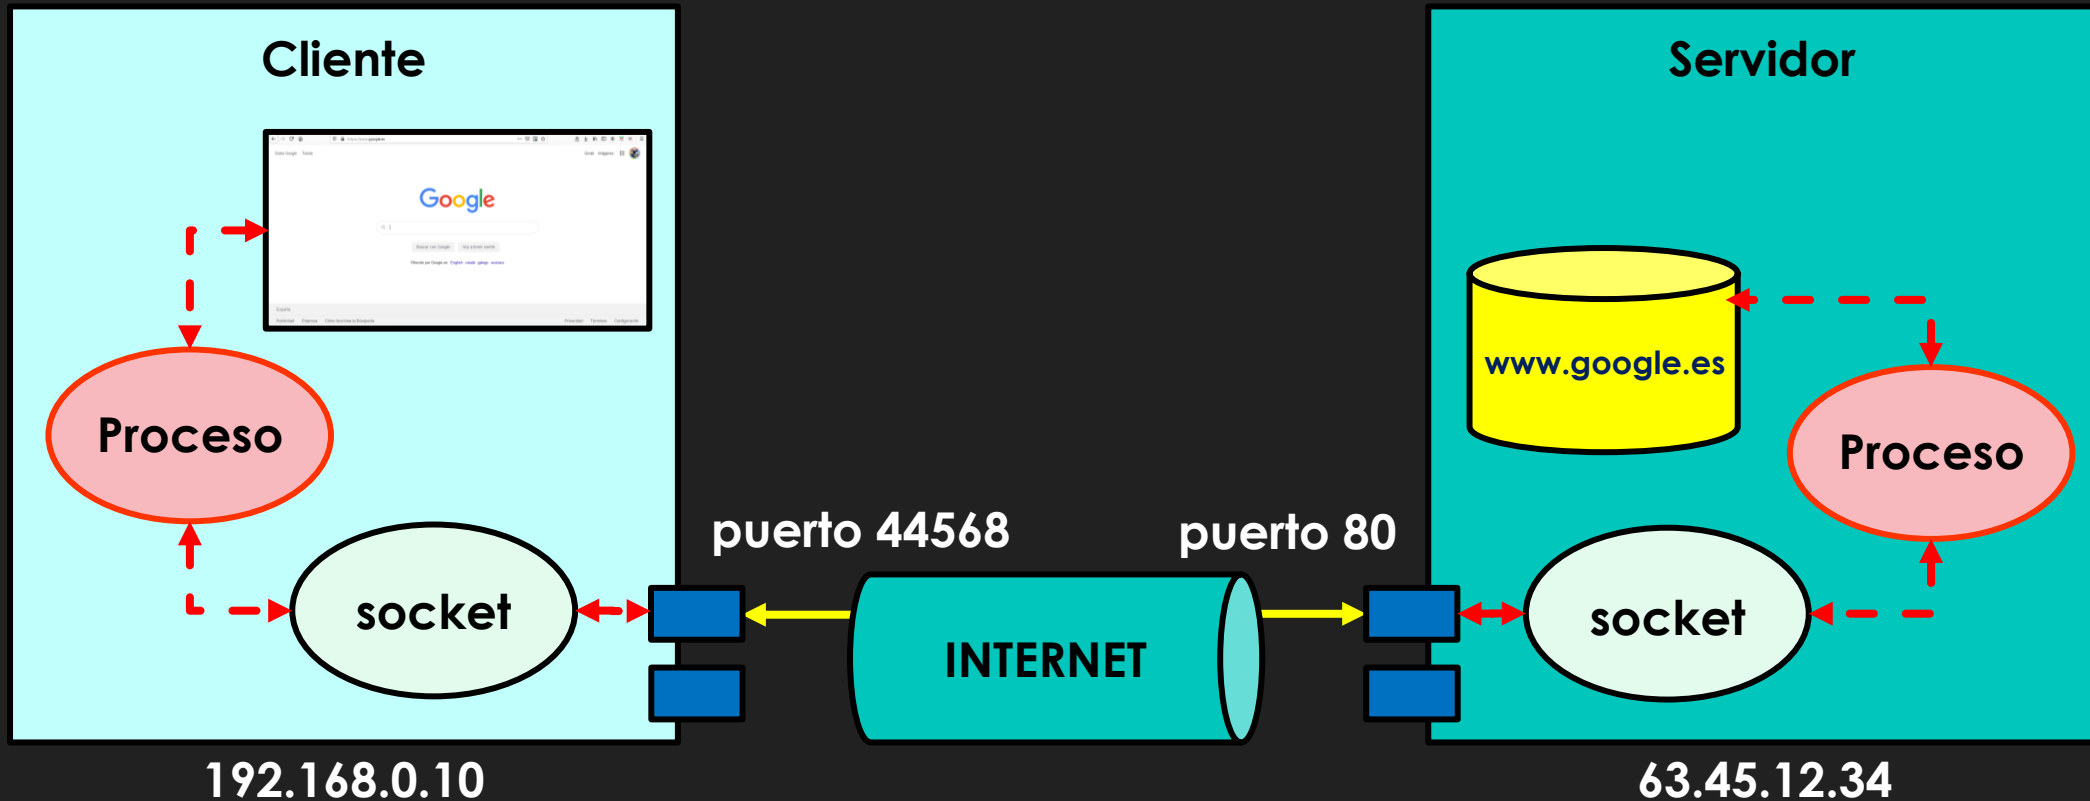 Cliente
Servidor
Google
www.google.es
Proceso
Proceso
puerto 44568
puerto 80
socket
socket
INTERNET
192.168.0.10
63.45.12.34